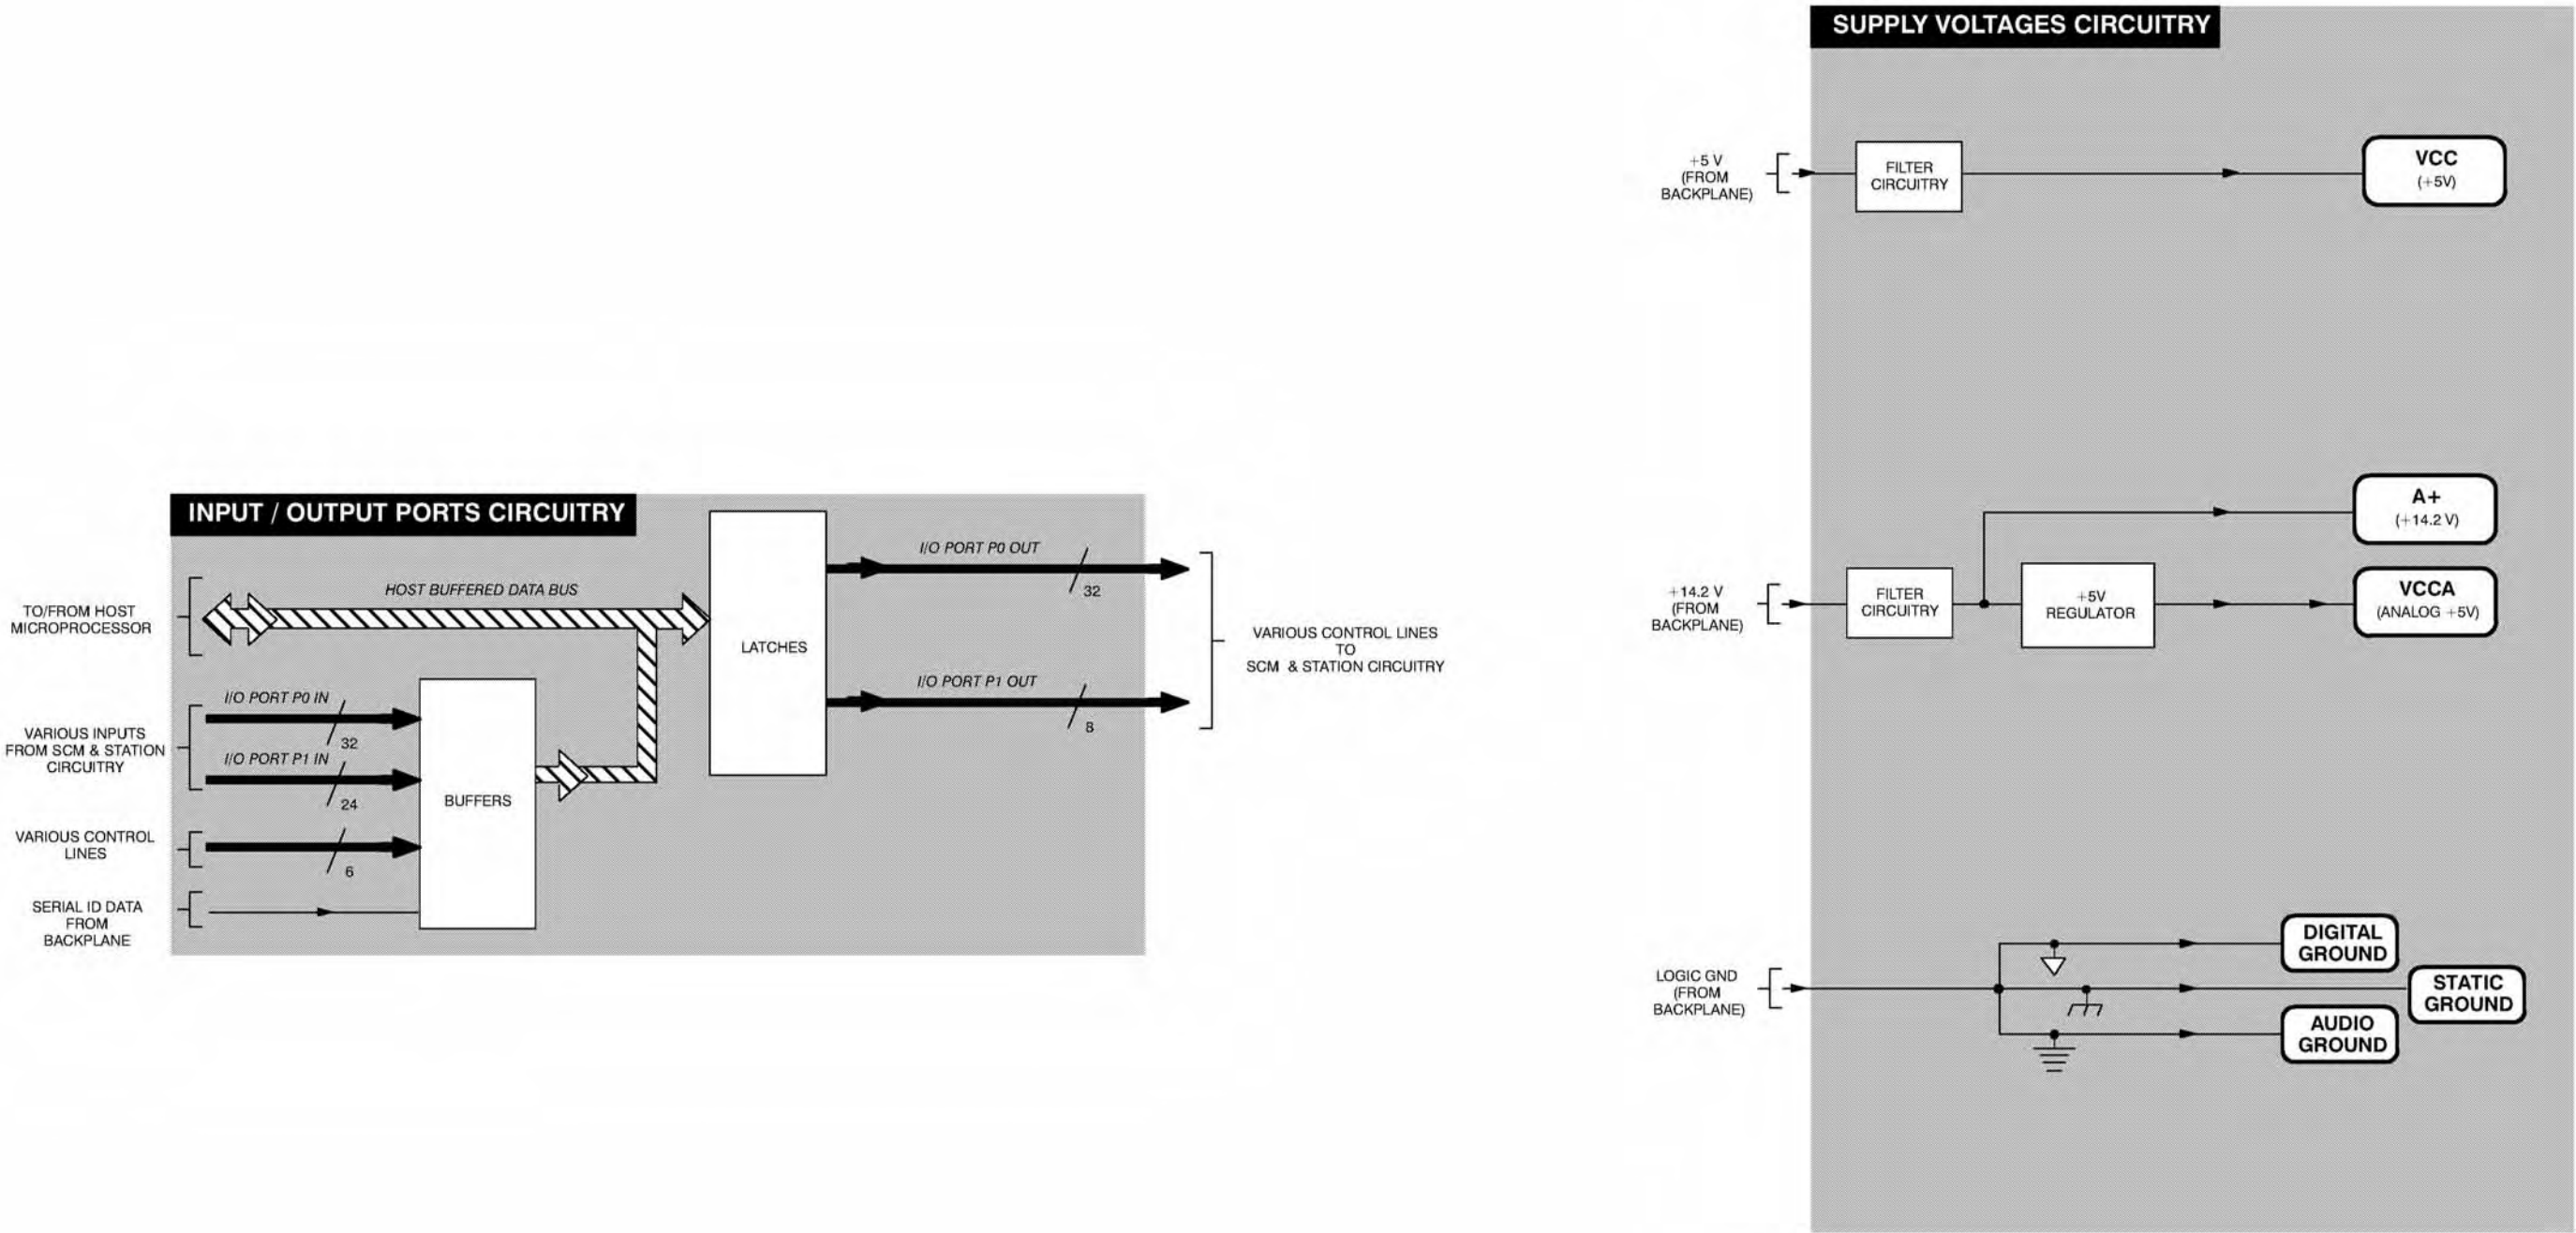 SUPPLY VOLTAGES CIRCUITRY
+5 V
(FROM
BACKPLANE)
FILTER
CIRCUITRY
VCC
(+5V)
A+
(+14.2 V)
+14.2 V
(FROM
BACKPLANE)
FILTER
CIRCUITRY
+5V
REGULATOR
VCCA
(ANALOG +5V)
LOGIC GND
(FROM
BACKPLANE)
DIGITAL
GROUND
STATIC
GROUND
AUDIO
GROUND
INPUT / OUTPUT PORTS CIRCUITRY
TO/FROM HOST
MICROPROCESSOR
HOST BUFFERED DATA BUS
VARIOUS INPUTS
FROM SCM & STATION
CIRCUITRY
I/O PORT P0 IN
32
I/O PORT P1 IN
24
VARIOUS CONTROL
LINES
6
SERIAL ID DATA
FROM
BACKPLANE
BUFFERS
LATCHES
I/O PORT P0 OUT
32
I/O PORT P1 OUT
8
VARIOUS CONTROL LINES
TO
SCM & STATION CIRCUITRY